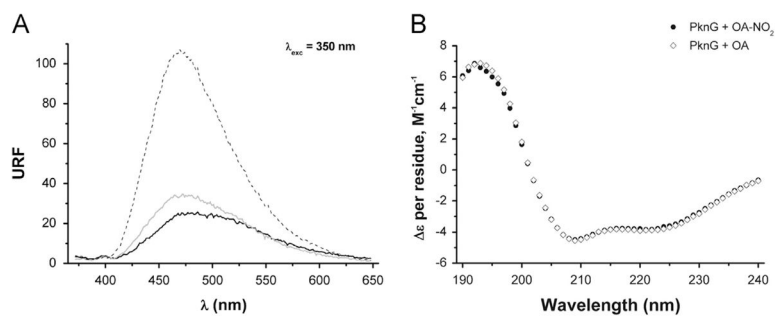 A
λexc = 350 nm
URF
100
80
60
40
20
0
400
450
500
550
600
650
λ (nm)
B
PknG + OA-NO2
PknG + OA
Δε per residue, M-1cm-1
8
6
4
2
0
-2
-4
-6
190
200
210
220
230
240
Wavelength (nm)